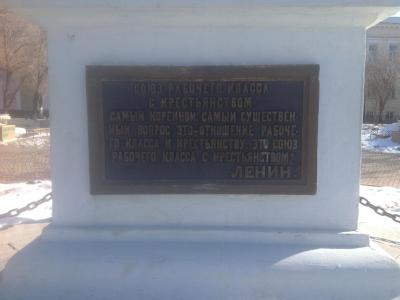 СОЮЗ РАБОЧЕГО КЛАССА
С КРЕСТЬЯНСТВОМ
САМЫЙ КОРЕННОЙ, САМЫЙ СУЩЕСТВЕН
НЫЙ ВОПРОС ЭТО-ОТНОШЕНИЕ РАБОЧЕ-
ГО КЛАССА К КРЕСТЬЯНСТВУ, ЭТО СОЮЗ
РАБОЧЕГО КЛАССА С КРЕСТЬЯНСТВОМ.
ЛЕНИН.